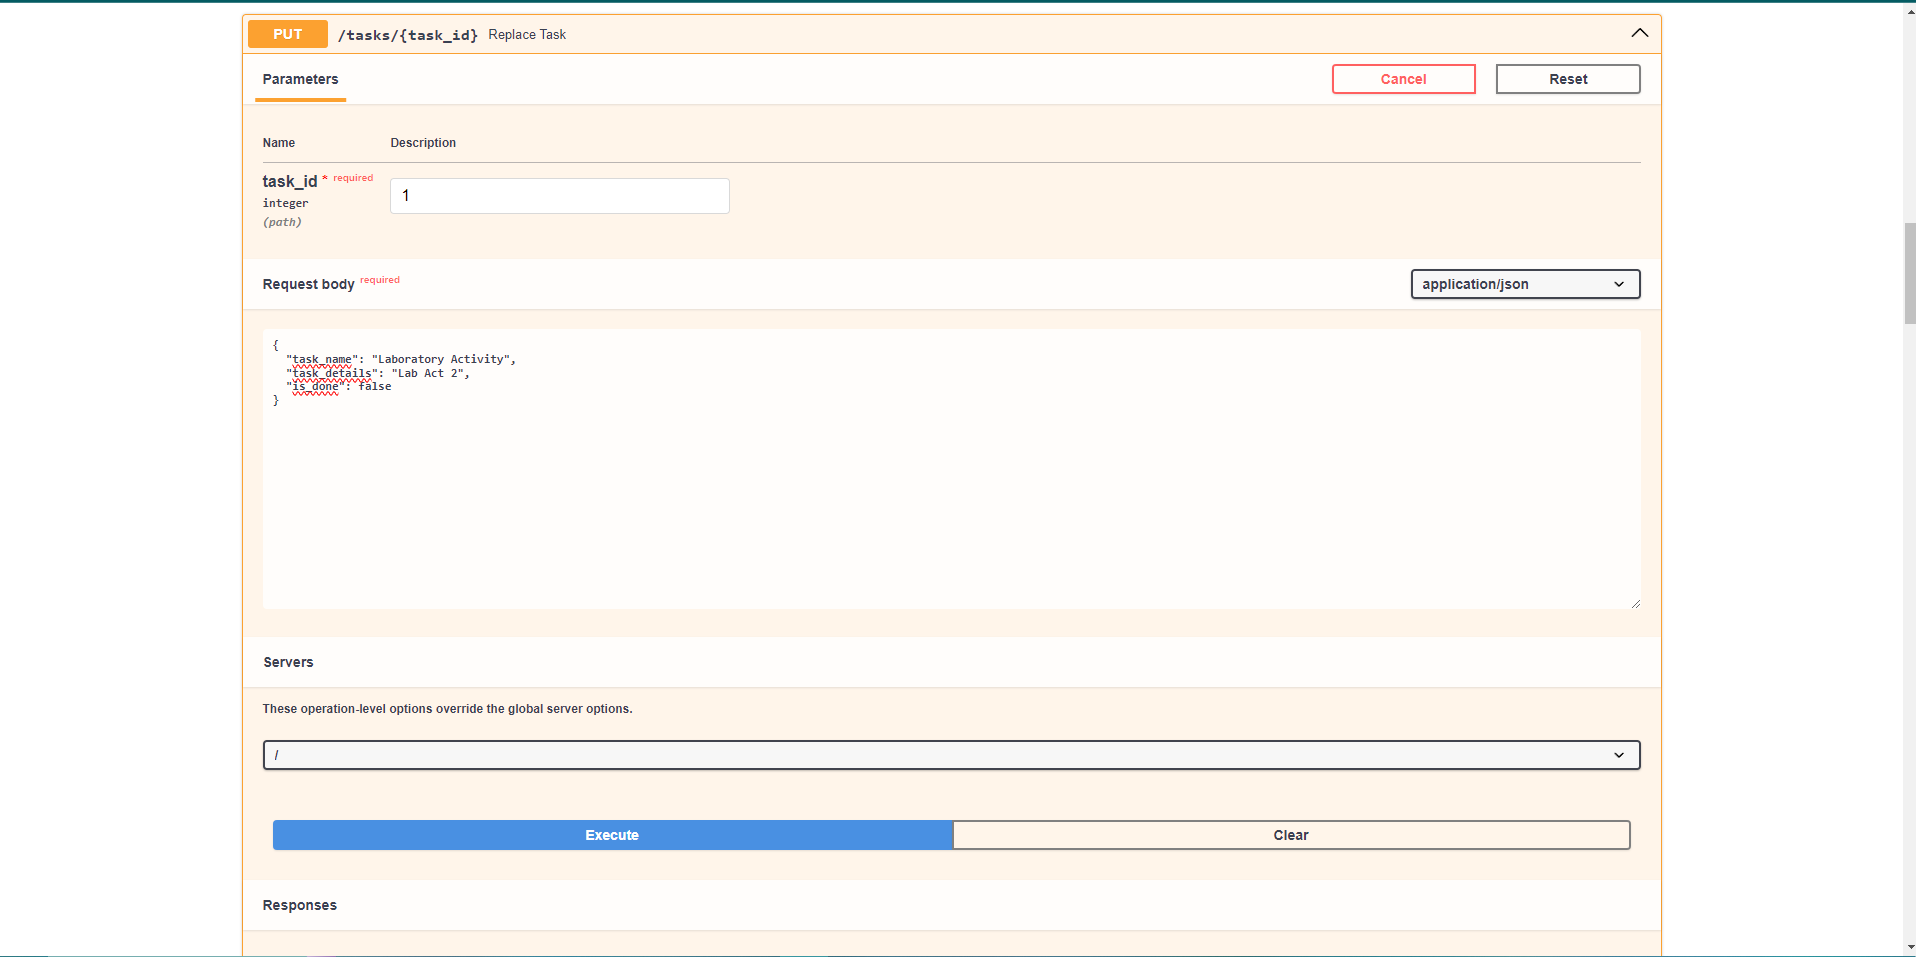 PUT /tasks/{task_id} Replace Task
Parameters
Cancel
Reset
Name Description
task_id * required
integer
(path)
1
Request body required
application/json
{
"task_name": "Laboratory Activity",
"task_details": "Lab Act 2",
"is_done": false
}
Servers
These operation-level options override the global server options.
/
Execute
Clear
Responses